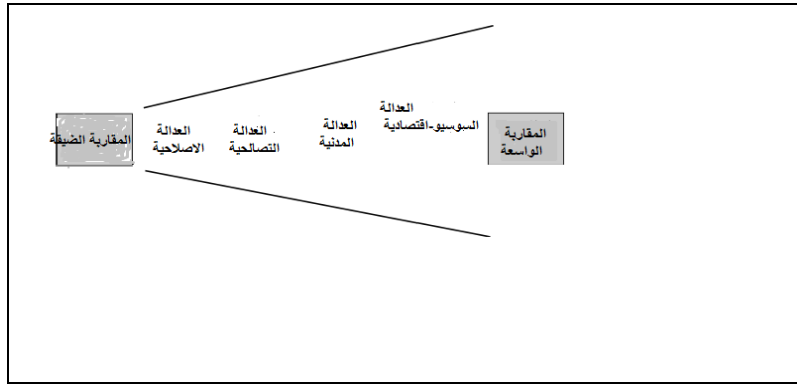 المقاربة الضيقة
العدالة
الاصلاحية
العدالة
التصالحية
العدالة
المدنية
العدالة
السوسيو-اقتصادية
المقاربة
الواسعة